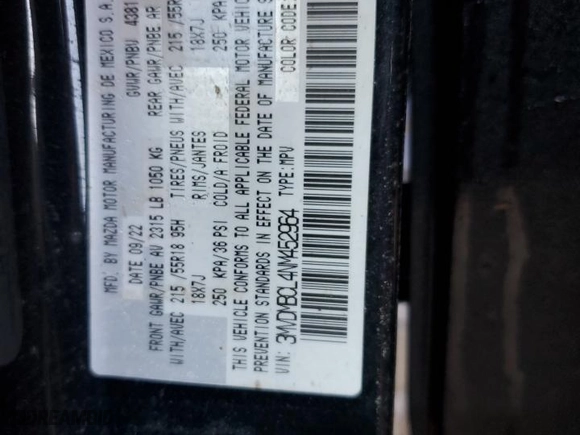 MFD. BY MAZDA MOTOR MANUFACTURING DE MEXICO S.A.
DATE 09/22 GVWR/PNBV 4381
FRONT GAWR/PNBE AV 2315 LB 1050 KG REAR GAWR/PNBE AR
WITH/AVEC 215/55R18 95H TIRES/PNEUS WITH/AVEC 215/55R
18X7J RIMS/JANTES 18X7J
250 KPA/36PSI COLD/A FROID 250 KPA
THIS VEHICLE CONFORMS TO ALL APPLICABLE FEDERAL MOTOR VEHIC
PREVENTION STANDARDS IN EFFECT ON THE DATE OF MANUFACTURE S
VIN: 3MVDMBCL4NM452964 TYPE:MPV COLOR CODE: